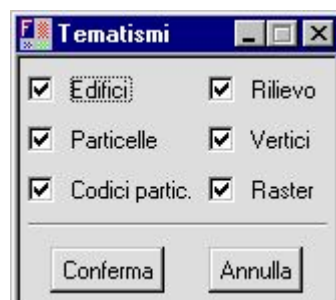 Tematismi
Edifici Rilievo
Particelle Vertici
Codici partic. Raster
Conferma Annulla